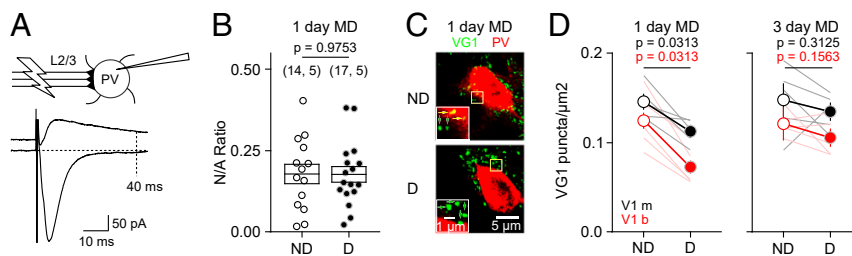 A
L2/3
PV
40 ms
50 pA
10 ms
B
1 day MD
p = 0.9753
(14, 5) (17, 5)
N/A Ratio
0.50
0.25
0.00
ND D
C
1 day MD
VG1 PV
ND
D
1 µm
5 µm
D
1 day MD
p = 0.0313
p = 0.0313
3 day MD
p = 0.3125
p = 0.1563
VG1 puncta/µm2
0.2
0.1
0.0
V1 m
V1 b
ND D
ND D